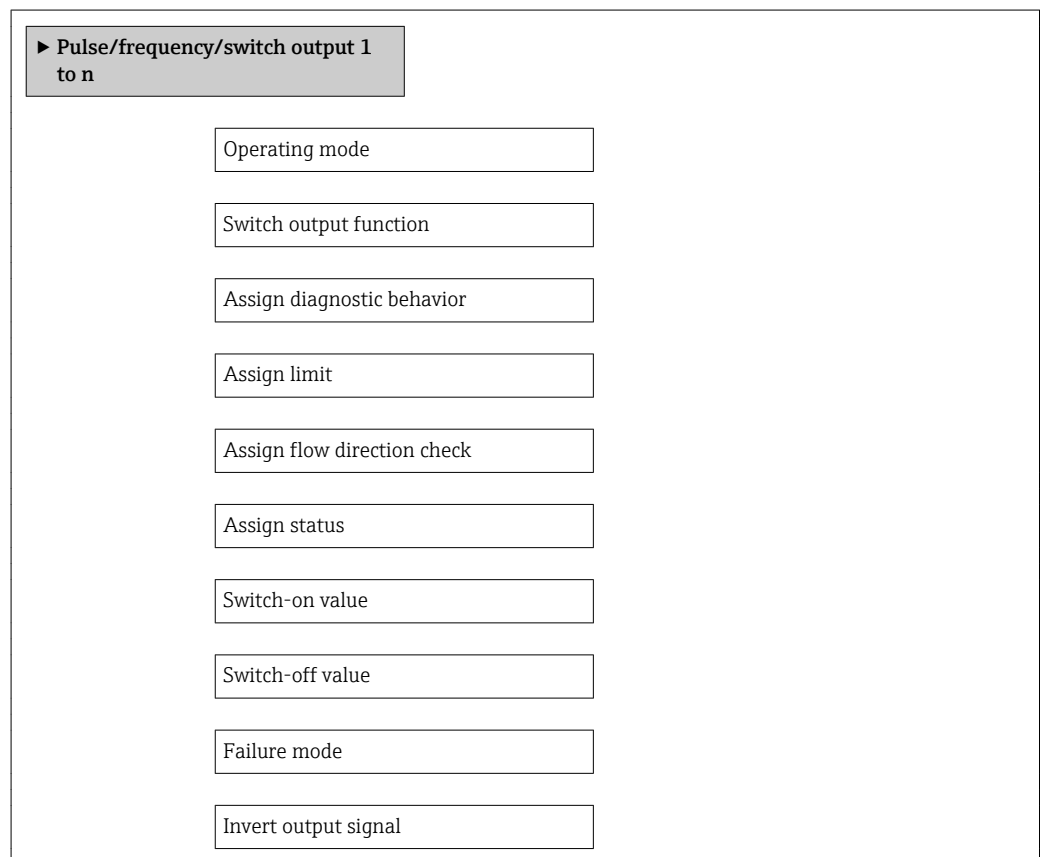 ▶ Pulse/frequency/switch output 1
to n
Operating mode
Switch output function
Assign diagnostic behavior
Assign limit
Assign flow direction check
Assign status
Switch-on value
Switch-off value
Failure mode
Invert output signal